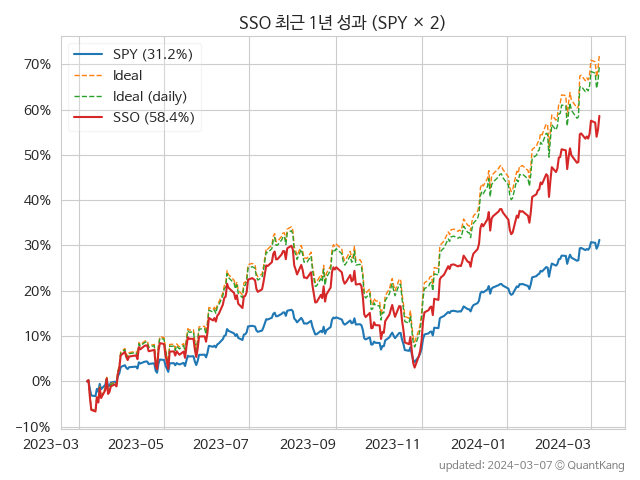 SSO 최근 1년 성과 (SPY × 2)
SPY (31.2%)
Ideal
Ideal (daily)
SSO (58.4%)
70%
60%
50%
40%
30%
20%
10%
0%
−10%
2023-03 2023-05 2023-07 2023-09 2023-11 2024-01 2024-03
updated: 2024-03-07 © QuantKang